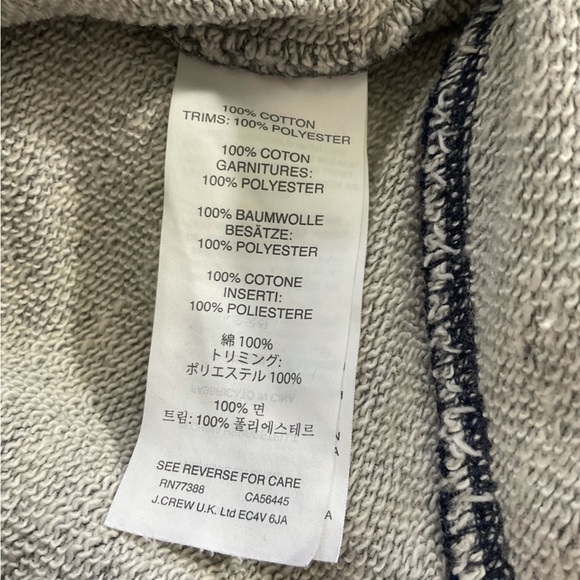 100% COTTON
TRIMS: 100% POLYESTER
100% COTON
GARNITURES:
100% POLYESTER
100% BAUMWOLLE
BESÄTZE:
100% POLYESTER
100% COTONE
INSERTI:
100% POLIESTERE
綿 100%
トリミング:
ポリエステル 100%
100% 면
트림: 100% 폴리에스테르
SEE REVERSE FOR CARE
RN77388 CA56445
J.CREW U.K. Ltd EC4V 6JA